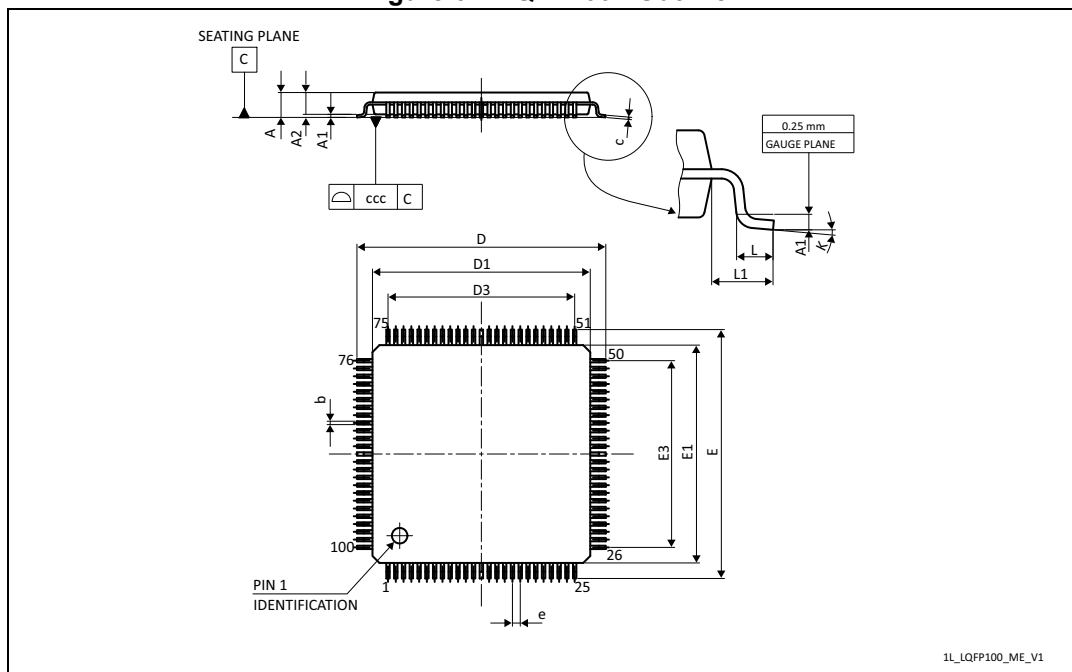 SEATING PLANE
C
A
A2
A1
c
0.25 mm
GAUGE PLANE
ccc C
A1
K
L
L1
D
D1
D3
75
51
76
50
b
E3
E1
E
100
26
PIN 1
IDENTIFICATION
1
25
e
1L_LQFP100_ME_V1